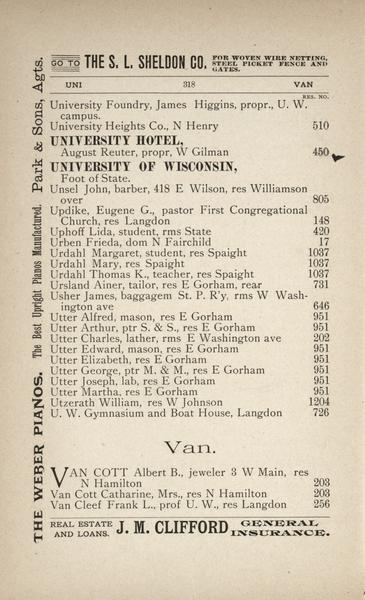 GO TO THE S. L. SHELDON CO. FOR WOVEN WIRE NETTING, STEEL PICKET FENCE AND GATES.
UNI 318 VAN
RES. NO.
University Foundry, James Higgins, propr., U. W.
campus.
University Heights Co., N Henry 510
UNIVERSITY HOTEL,
August Reuter, propr, W Gilman 450
UNIVERSITY OF WISCONSIN,
Foot of State.
Unsel John, barber, 418 E Wilson, res Williamson
over 805
Updike, Eugene G., pastor First Congregational
Church, res Langdon 148
Uphoff Lida, student, rms State 420
Urben Frieda, dom N Fairchild 17
Urdahl Margaret, student, res Spaight 1037
Urdahl Mary, res Spaight 1037
Urdahl Thomas K., teacher, res Spaight 1037
Ursland Ainer, tailor, res E Gorham, rear 731
Usher James, baggagem St. P. R'y, rms W Wash-
ington ave 646
Utter Alfred, mason, res E Gorham 951
Utter Arthur, ptr S. & S., res E Gorham 951
Utter Charles, lather, rms E Washington ave 202
Utter Edward, mason, res E Gorham 951
Utter Elizabeth, res E Gorham 951
Utter George, ptr M. & M., res E Gorham 951
Utter Joseph, lab, res E Gorham 951
Utter Martha, res E Gorham 951
Utzerath William, res W Johnson 1204
U. W. Gymnasium and Boat House, Langdon 726
Van.
VAN COTT Albert B., jeweler 3 W Main, res
N Hamilton 203
Van Cott Catharine, Mrs., res N Hamilton 203
Van Cleef Frank L., prof U. W., res Langdon 256
REAL ESTATE AND LOANS. J. M. CLIFFORD GENERAL INSURANCE.
THE WEBER PIANOS. The Best Upright Pianos Manufactured. Park & Sons, Agts.